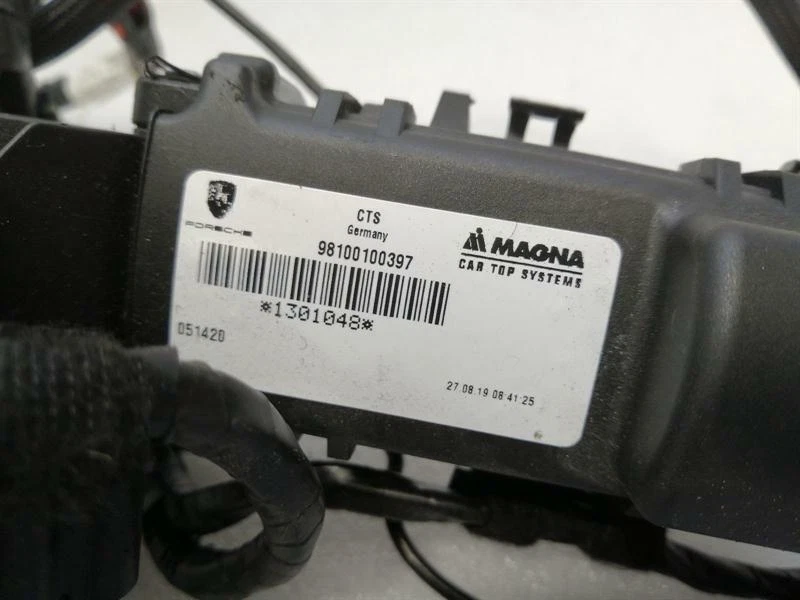 CTS
Germany
PORSCHE
98100100397
MAGNA
CAR TOP SYSTEMS
*1301048*
051420
27.08.19 08:41:25